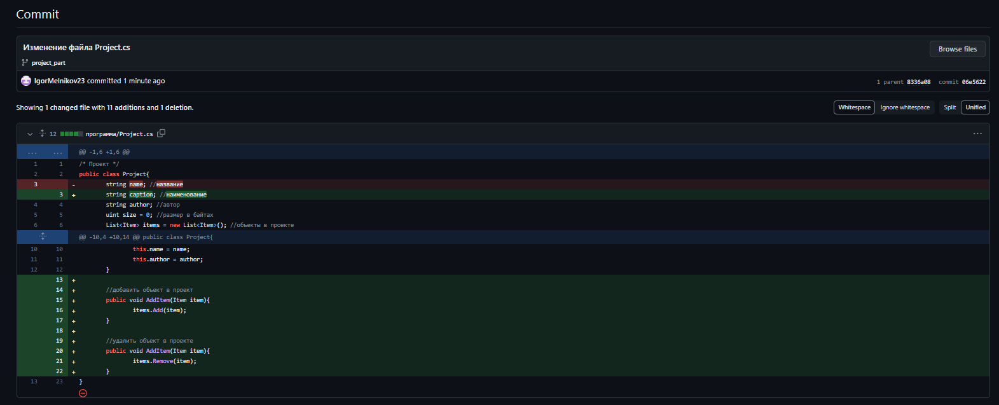 Commit
Изменение файла Project.cs
Browse files
project_part
IgorMelnikov23 committed 1 minute ago
1 parent 8336a08 commit 06e5622
Showing 1 changed file with 11 additions and 1 deletion.
Whitespace Ignore whitespace Split Unified
12 программа/Project.cs
... ... @@ -1,6 +1,6 @@
1 1 /* Проект */
2 2 public class Project{
3 - string name; //название
3 + string caption; //наименование
4 4 string author; //автор
5 5 uint size = 0; //размер в байтах
6 6 List<Item> items = new List<Item>(); //объекты в проекте
@@ -10,4 +10,14 @@ public class Project{
10 10 this.name = name;
11 11 this.author = author;
12 12 }
13 +
14 + //добавить объект в проект
15 + public void AddItem(Item item){
16 + items.Add(item);
17 + }
18 +
19 + //удалить объект в проекте
20 + public void AddItem(Item item){
21 + items.Remove(item);
22 + }
13 23 }